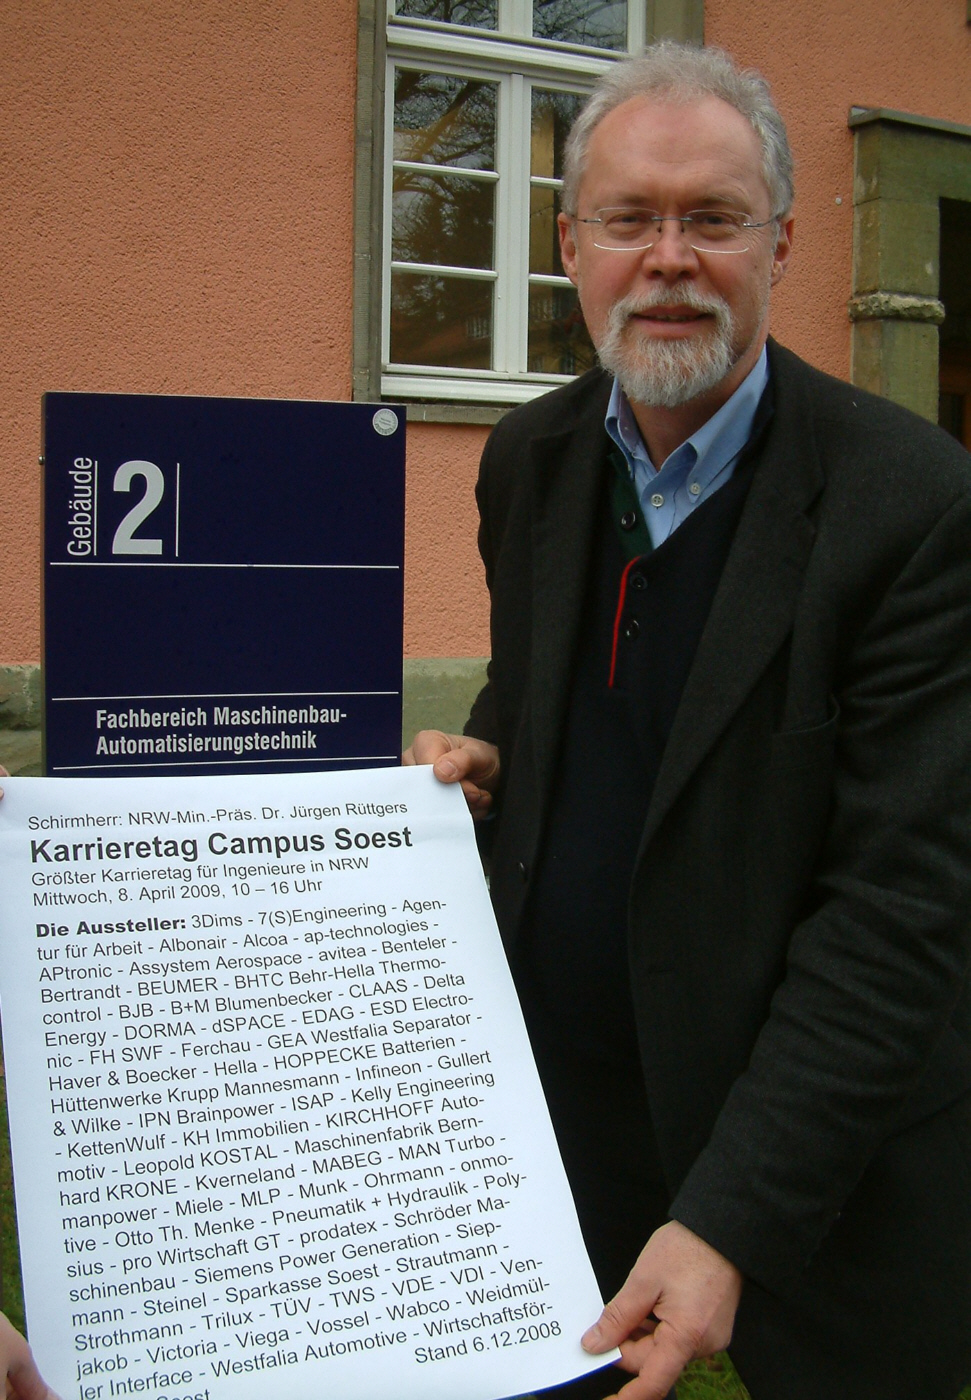 Gebäude
2
Fachbereich Maschinenbau-
Automatisierungstechnik
Schirmherr: NRW-Min.-Präs. Dr. Jürgen Rüttgers
Karrieretag Campus Soest
Größter Karrieretag für Ingenieure in NRW
Mittwoch, 8. April 2009, 10 – 16 Uhr
Die Aussteller: 3Dims - 7(S)Engineering - Agen-
tur für Arbeit - Albonair - Alcoa - ap-technologies -
APtronic - Assystem Aerospace - avitea - Benteler -
Bertrandt - BEUMER - BHTC Behr-Hella Thermo-
control - BJB - B+M Blumenbecker - CLAAS - Delta
Energy - DORMA - dSPACE - EDAG - ESD Electro-
nic - FH SWF - Ferchau - GEA Westfalia Separator -
Haver & Boecker - Hella - HOPPECKE Batterien -
Hüttenwerke Krupp Mannesmann - Infineon - Gullert
& Wilke - IPN Brainpower - ISAP - Kelly Engineering
- KettenWulf - KH Immobilien - KIRCHHOFF Auto-
motiv - Leopold KOSTAL - Maschinenfabrik Bern-
hard KRONE - Kverneland - MABEG - MAN Turbo -
manpower - Miele - MLP - Munk - Ohrmann - onmo-
tive - Otto Th. Menke - Pneumatik + Hydraulik - Poly-
sius - pro Wirtschaft GT - prodatex - Schröder Ma-
schinenbau - Siemens Power Generation - Siep-
mann - Steinel - Sparkasse Soest - Strautmann -
Strothmann - Trilux - TÜV - TWS - VDE - VDI - Ven-
jakob - Victoria - Viega - Vossel - Wabco - Weidmül-
ler Interface - Westfalia Automotive - Wirtschaftsför-
Soest
Stand 6.12.2008